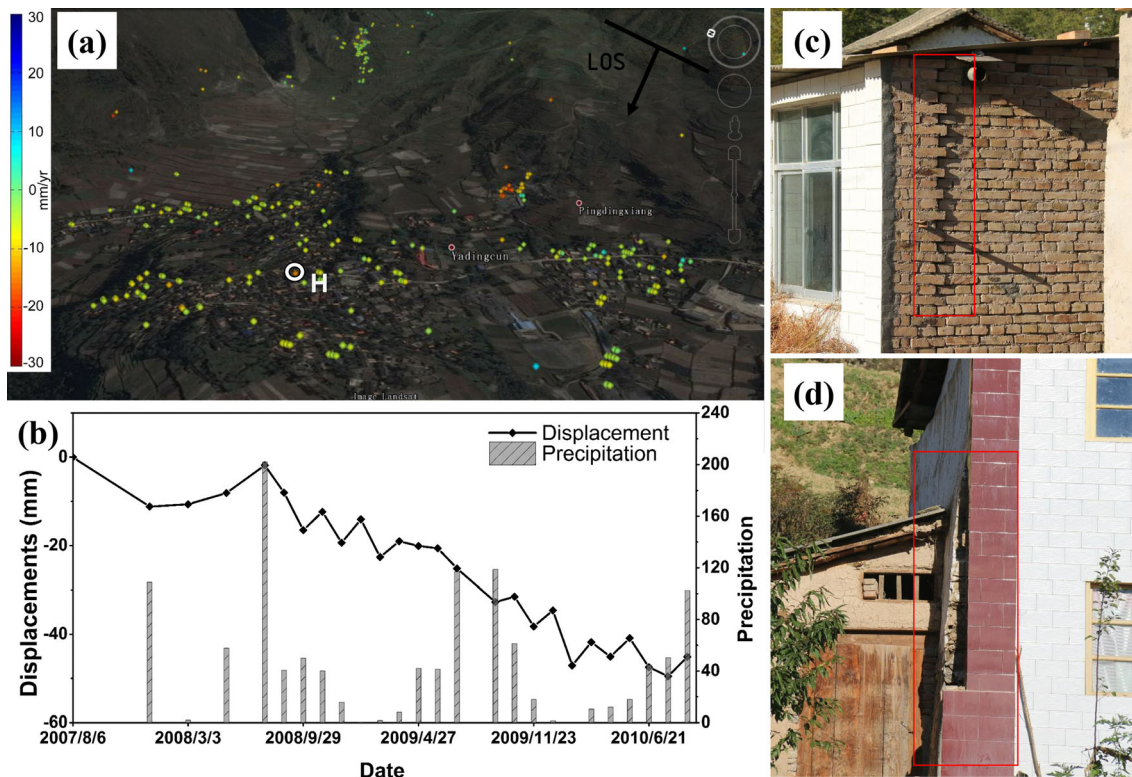 (a)
30
20
10
0
-10
-20
-30
mm/yr
LOS
Pingdingxiang
Yadingcun
H
Image Landsat
(b)
Displacement
Precipitation
Displacements (mm)
0
-20
-40
-60
240
200
160
120
80
40
0
Precipitation
2007/8/6 2008/3/3 2008/9/29 2009/4/27 2009/11/23 2010/6/21
Date
(c)
(d)